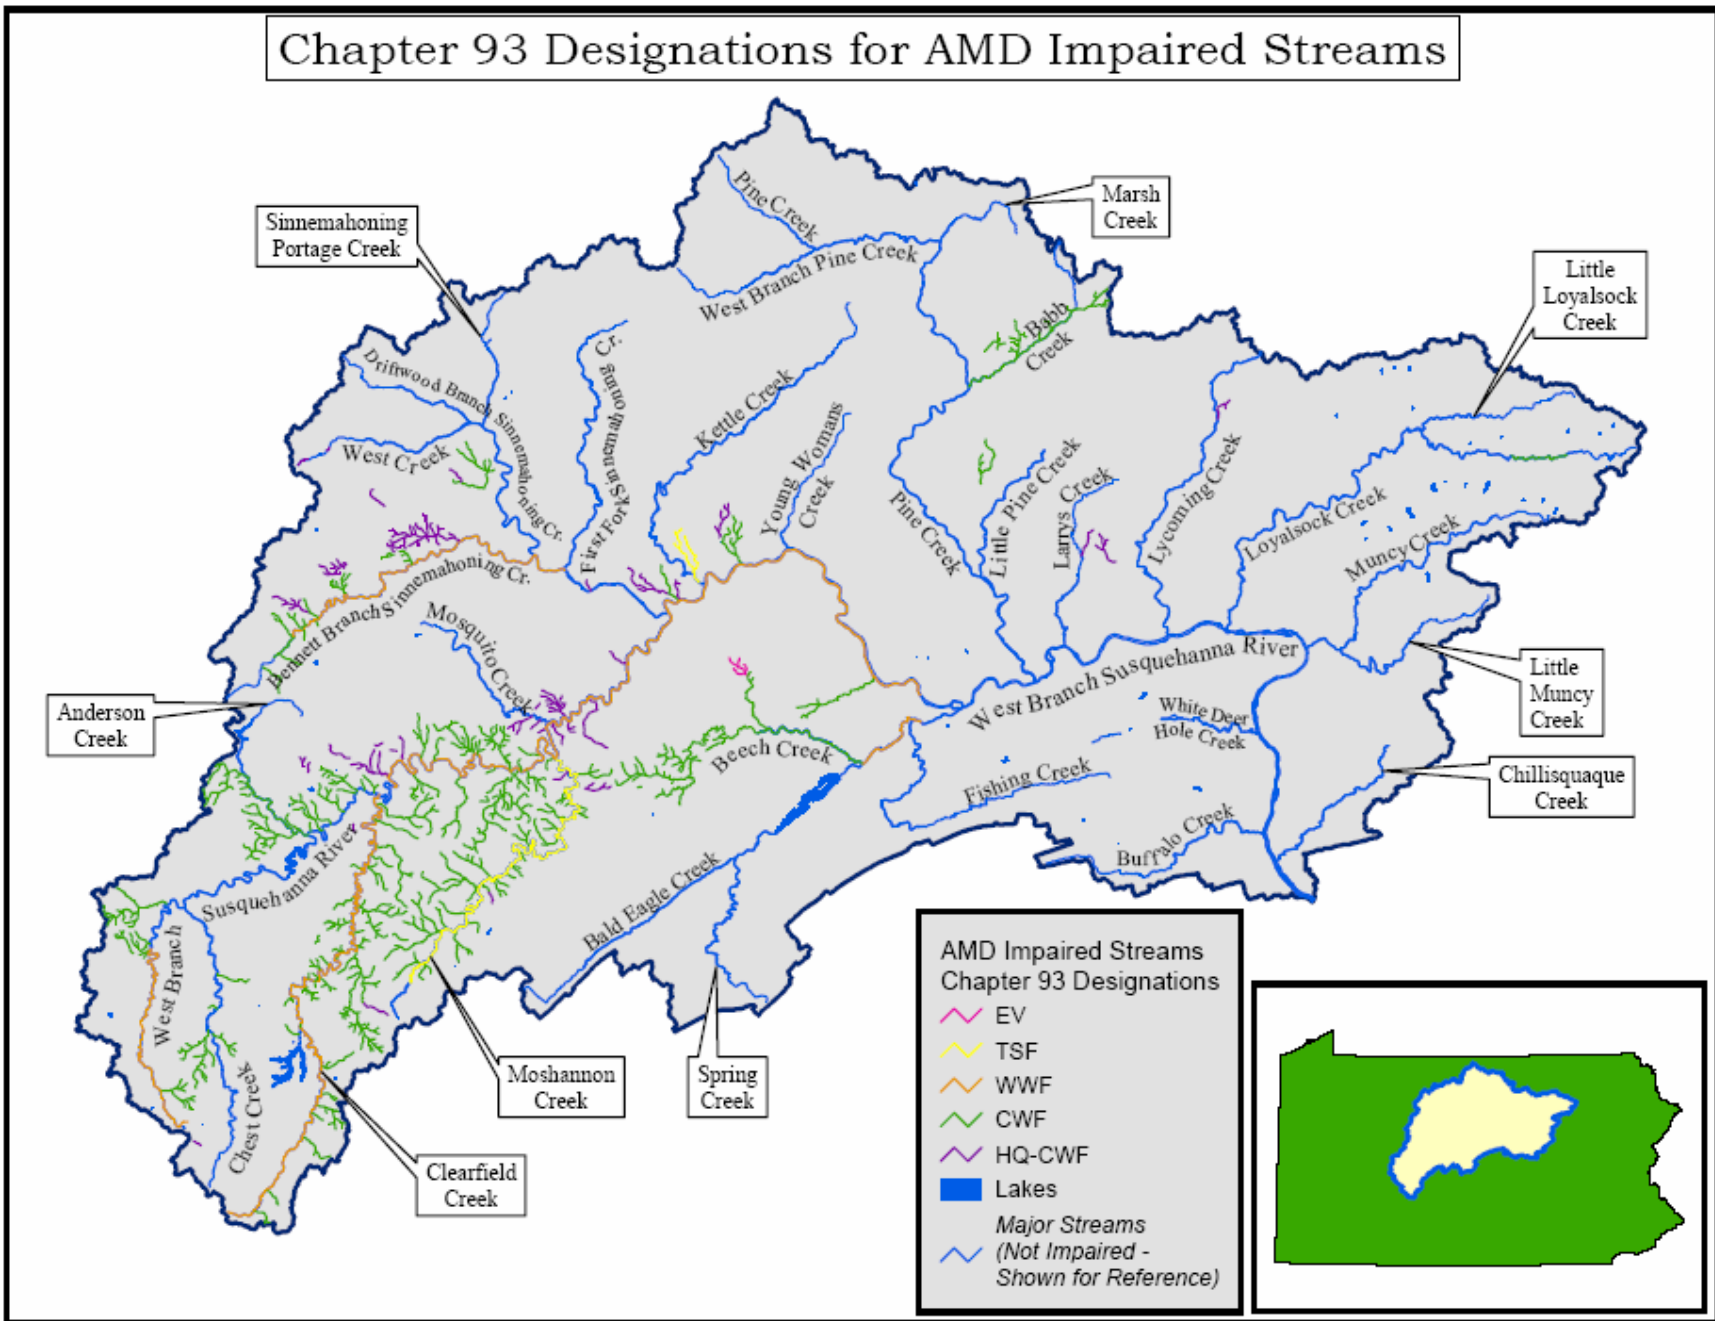 Chapter 93 Designations for AMD Impaired Streams
Marsh
Creek
Sinnemahoning
Portage Creek
Pine Creek
West Branch Pine Creek
Little
Loyalsock
Creek
Babb
Creek
Driftwood Branch Sinnemahoning Cr.
First Fork Sinnemahoning Cr.
Kettle Creek
Young Womans
Creek
West Creek
Pine Creek
Little Pine Creek
Larrys Creek
Lycoming Creek
Loyalsock Creek
Muncy Creek
Bennett Branch Sinnemahoning Cr.
Mosquito Creek
West Branch Susquehanna River
Little
Muncy
Creek
Anderson
Creek
White Deer
Hole Creek
Beech Creek
Fishing Creek
Chillisquaque
Creek
Buffalo Creek
Susquehanna River
Bald Eagle Creek
West Branch
Chest Creek
Moshannon
Creek
Spring
Creek
Clearfield
Creek
AMD Impaired Streams
Chapter 93 Designations
EV
TSF
WWF
CWF
HQ-CWF
Lakes
Major Streams
(Not Impaired -
Shown for Reference)